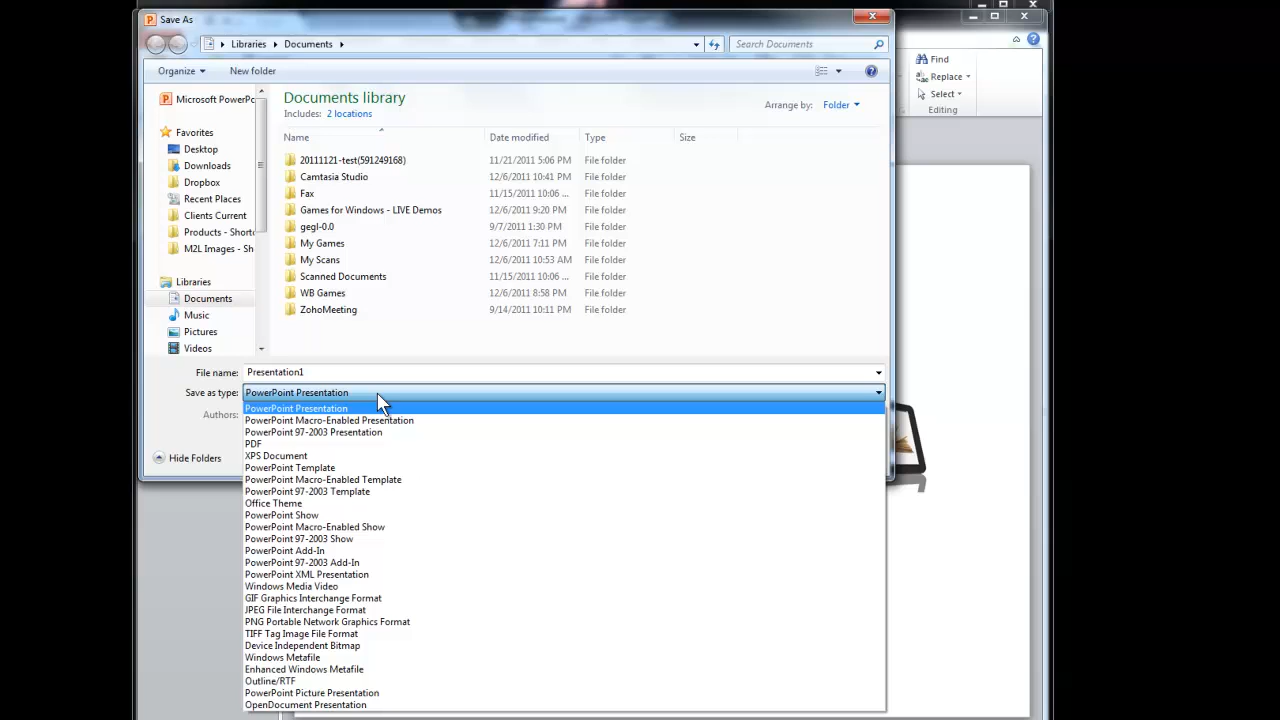 Save As
Libraries Documents
Search Documents
Organize
New folder
Find
Replace
Select
Editing
Microsoft PowerPo
Favorites
Desktop
Downloads
Dropbox
Recent Places
Clients Current
Products - Shorto
M2L Images - Sh
Libraries
Documents
Music
Pictures
Videos
Documents library
Includes: 2 locations
Arrange by: Folder
Name Date modified Type Size
20111121-test(591249168) 11/21/2011 5:06 PM File folder
Camtasia Studio 12/6/2011 10:41 PM File folder
Fax 11/15/2011 10:06 ... File folder
Games for Windows - LIVE Demos 12/6/2011 9:20 PM File folder
gegl-0.0 9/7/2011 1:30 PM File folder
My Games 12/6/2011 7:11 PM File folder
My Scans 12/6/2011 10:53 AM File folder
Scanned Documents 11/15/2011 10:06 ... File folder
WB Games 12/6/2011 8:58 PM File folder
ZohoMeeting 9/14/2011 10:11 PM File folder
File name: Presentation1
Save as type: PowerPoint Presentation
Authors:
Hide Folders
PowerPoint Presentation
PowerPoint Macro-Enabled Presentation
PowerPoint 97-2003 Presentation
PDF
XPS Document
PowerPoint Template
PowerPoint Macro-Enabled Template
PowerPoint 97-2003 Template
Office Theme
PowerPoint Show
PowerPoint Macro-Enabled Show
PowerPoint 97-2003 Show
PowerPoint Add-In
PowerPoint 97-2003 Add-In
PowerPoint XML Presentation
Windows Media Video
GIF Graphics Interchange Format
JPEG File Interchange Format
PNG Portable Network Graphics Format
TIFF Tag Image File Format
Device Independent Bitmap
Windows Metafile
Enhanced Windows Metafile
Outline/RTF
PowerPoint Picture Presentation
OpenDocument Presentation